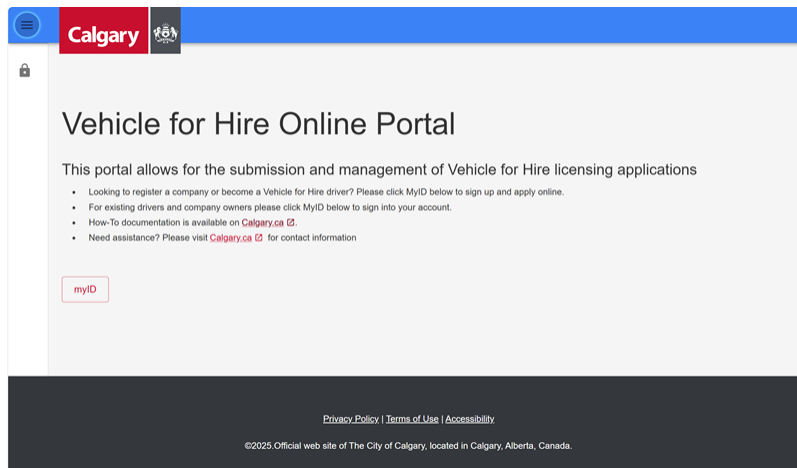 Calgary
Vehicle for Hire Online Portal
This portal allows for the submission and management of Vehicle for Hire licensing applications
• Looking to register a company or become a Vehicle for Hire driver? Please click MyID below to sign up and apply online.
• For existing drivers and company owners please click MyID below to sign into your account.
• How-To documentation is available on Calgary.ca.
• Need assistance? Please visit Calgary.ca for contact information
myID
Privacy Policy | Terms of Use | Accessibility
©2025.Official web site of The City of Calgary, located in Calgary, Alberta, Canada.